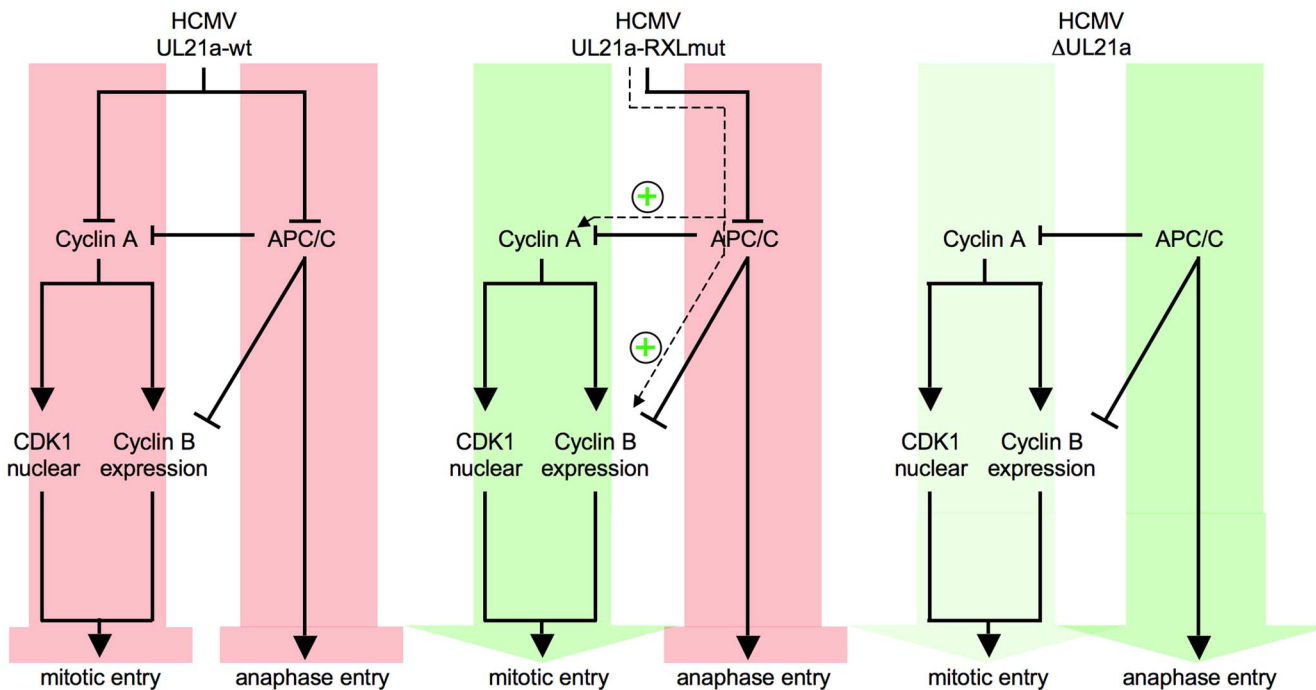 HCMV
UL21a-wt
Cyclin A
APC/C
CDK1
nuclear
Cyclin B
expression
mitotic entry
anaphase entry
HCMV
UL21a-RXLmut
+
Cyclin A
APC/C
+
CDK1
nuclear
Cyclin B
expression
mitotic entry
anaphase entry
HCMV
ΔUL21a
Cyclin A
APC/C
CDK1
nuclear
Cyclin B
expression
mitotic entry
anaphase entry